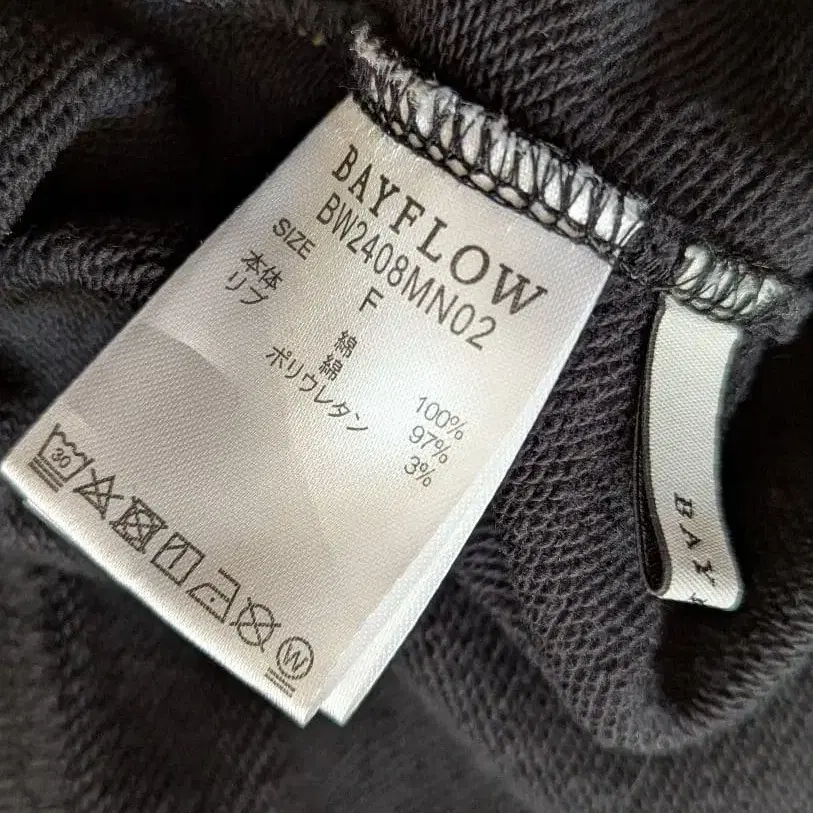 BAYFLOW
BW2408MN02
SIZE F
本体 綿 100%
リブ 綿 97%
ポリウレタン 3%
30
W
BAY